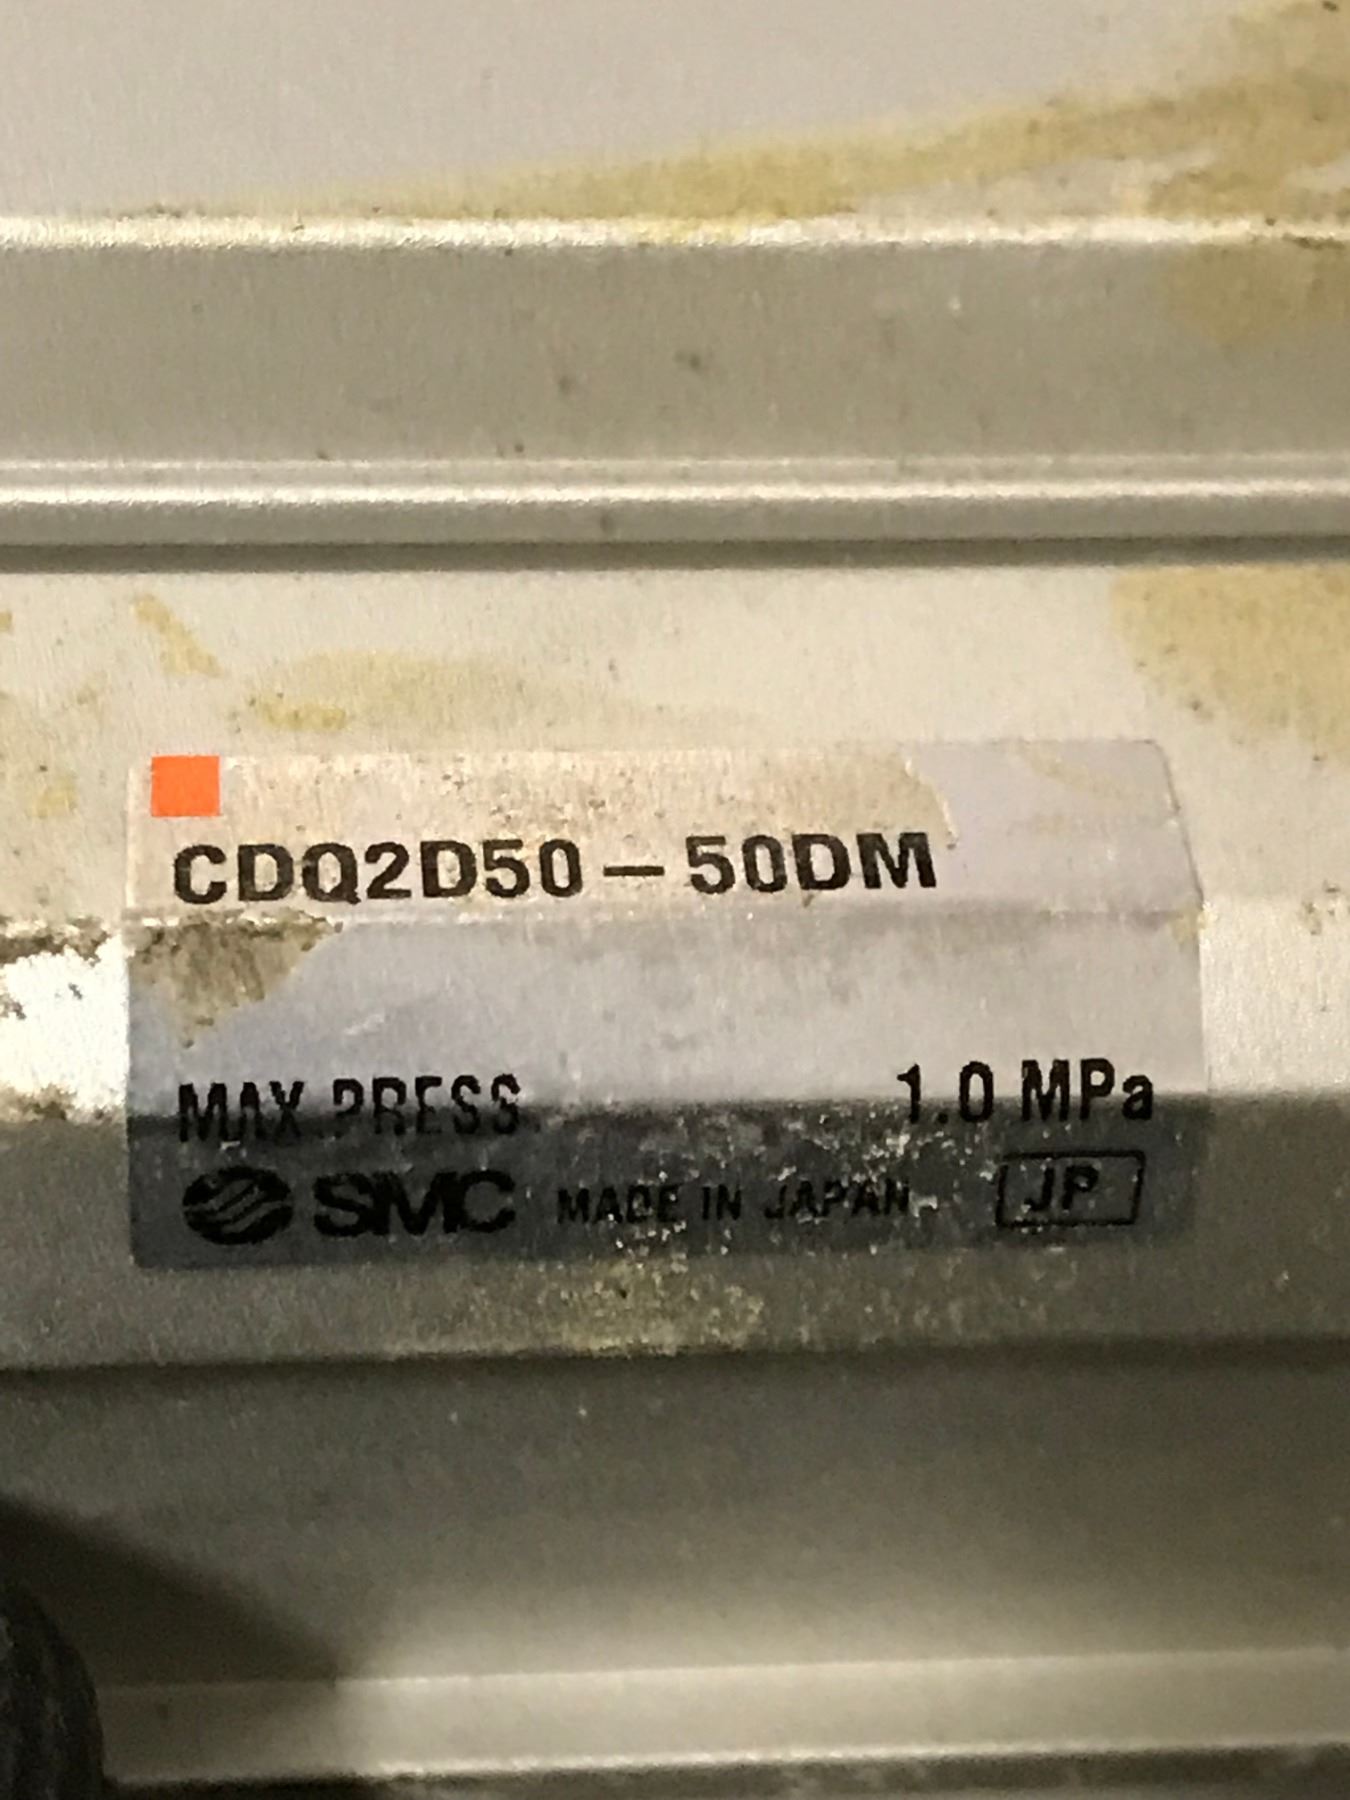 CDQ2D50-50DM
MAX.PRESS. 1.0 MPa
SMC MADE IN JAPAN JP